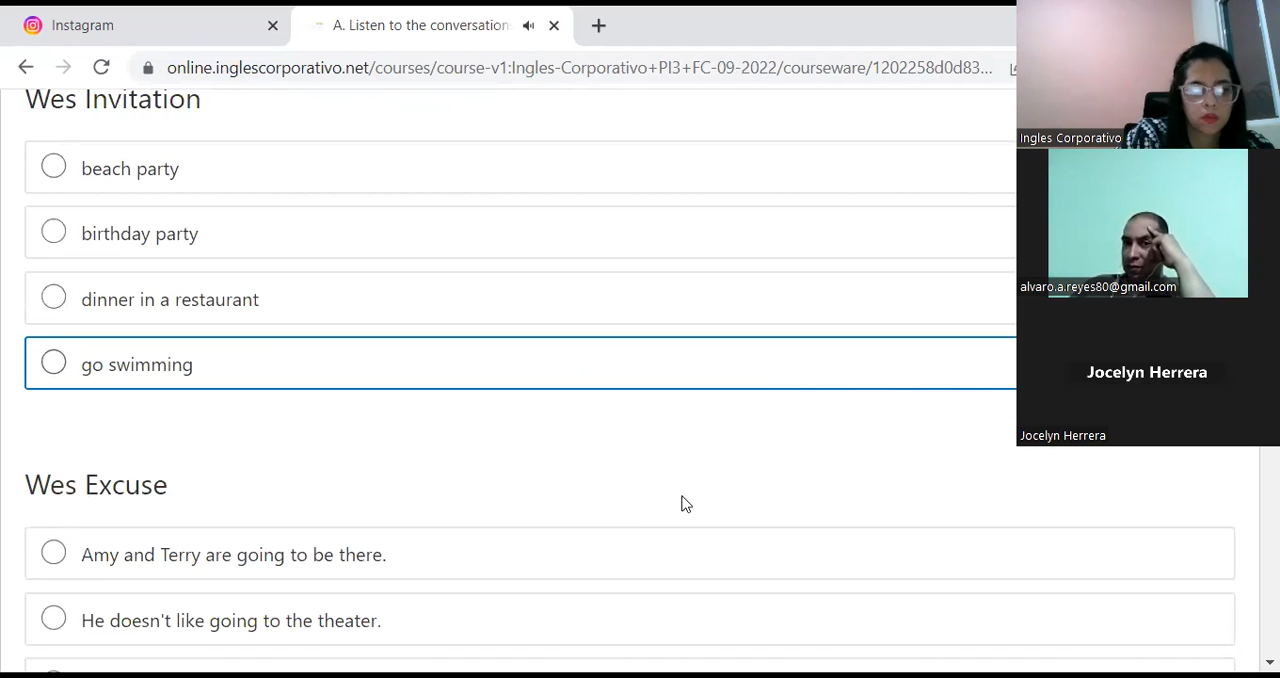 Instagram
A. Listen to the conversation
online.inglescorporativo.net/courses/course-v1:Ingles-Corporativo+PI3+FC-09-2022/courseware/1202258d0d83...
Wes Invitation
beach party
birthday party
dinner in a restaurant
go swimming
Wes Excuse
Amy and Terry are going to be there.
He doesn't like going to the theater.
Ingles Corporativo
alvaro.a.reyes80@gmail.com
Jocelyn Herrera
Jocelyn Herrera